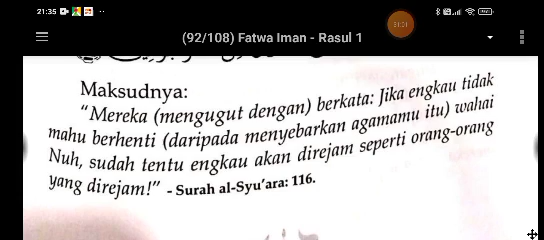 21:35
31:01
(92/108) Fatwa Iman - Rasul 1
Maksudnya:
"Mereka (mengugut dengan) berkata: Jika engkau tidak
mahu berhenti (daripada menyebarkan agamamu itu) wahai
Nuh, sudah tentu engkau akan direjam seperti orang-orang
yang direjam!" - Surah al-Syu'ara: 116.